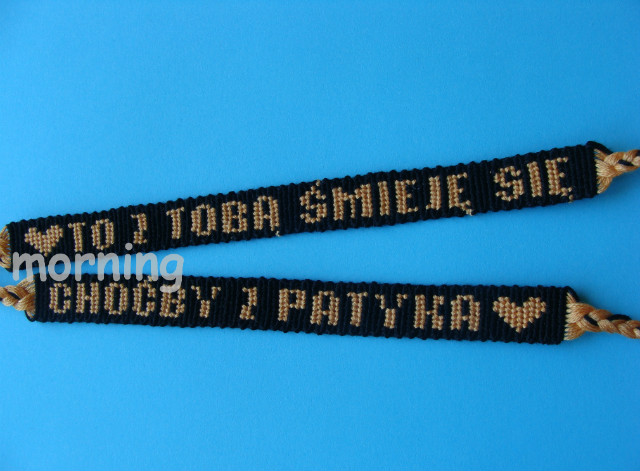 ♥TO Z TOBĄ ŚMIEJĘ SIĘ
morning
CHOĆBY Z PATYKA♥